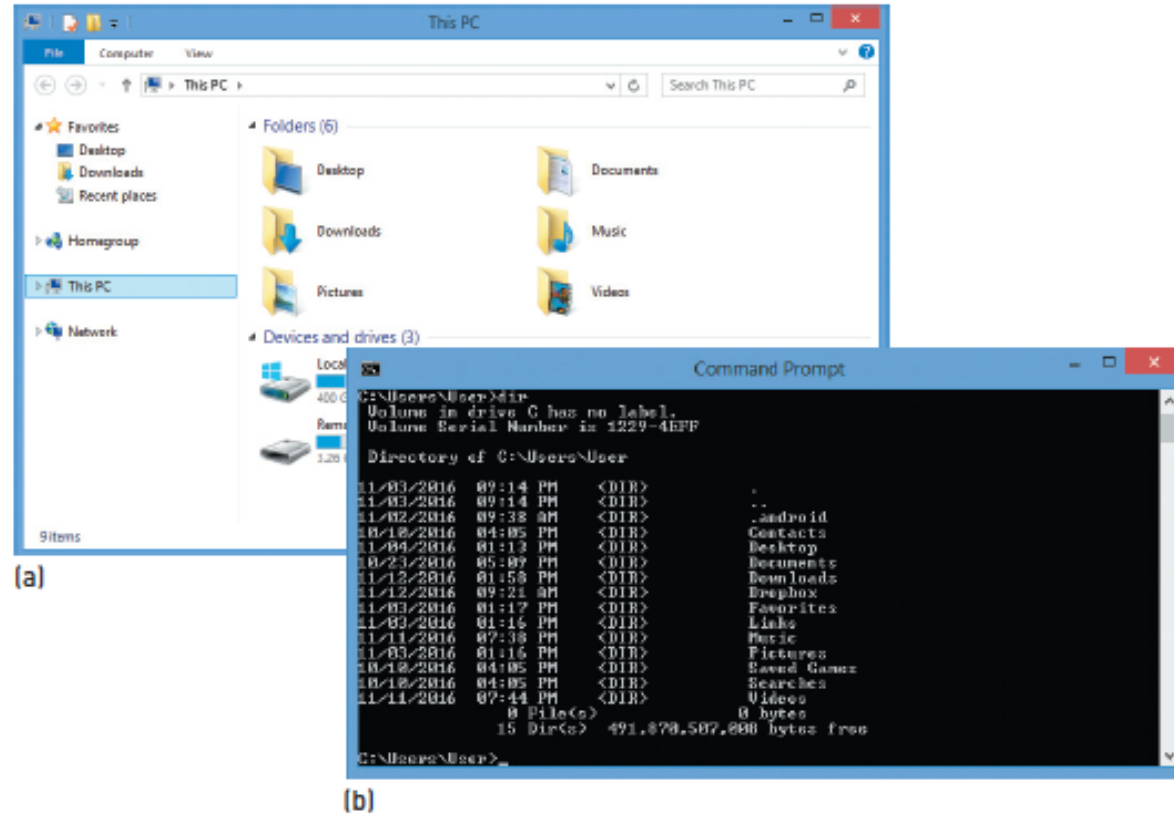 This PC
File Computer View
This PC
Search This PC
Favorites
Desktop
Downloads
Recent places
Homegroup
This PC
Network
Folders (6)
Desktop
Documents
Downloads
Music
Pictures
Videos
Devices and drives (3)
Local
400 G
Remo
3.26
9 items
(a)
Command Prompt
C:\Users\User>dir
Volume in drive C has no label.
Volume Serial Number is 1229-4EFF
Directory of C:\Users\User
11/03/2016 09:14 PM <DIR> .
11/03/2016 09:14 PM <DIR> ..
11/02/2016 09:38 AM <DIR> .android
10/10/2016 04:05 PM <DIR> Contacts
11/04/2016 01:13 PM <DIR> Desktop
10/23/2016 05:09 PM <DIR> Documents
11/12/2016 01:58 PM <DIR> Downloads
11/12/2016 09:21 AM <DIR> Dropbox
11/03/2016 01:17 PM <DIR> Favorites
11/03/2016 01:16 PM <DIR> Links
11/11/2016 07:38 PM <DIR> Music
11/03/2016 01:16 PM <DIR> Pictures
10/10/2016 04:05 PM <DIR> Saved Games
10/10/2016 04:05 PM <DIR> Searches
11/11/2016 07:44 PM <DIR> Videos
0 File(s) 0 bytes
15 Dir(s) 491,870,507,008 bytes free
C:\Users\User>_
(b)